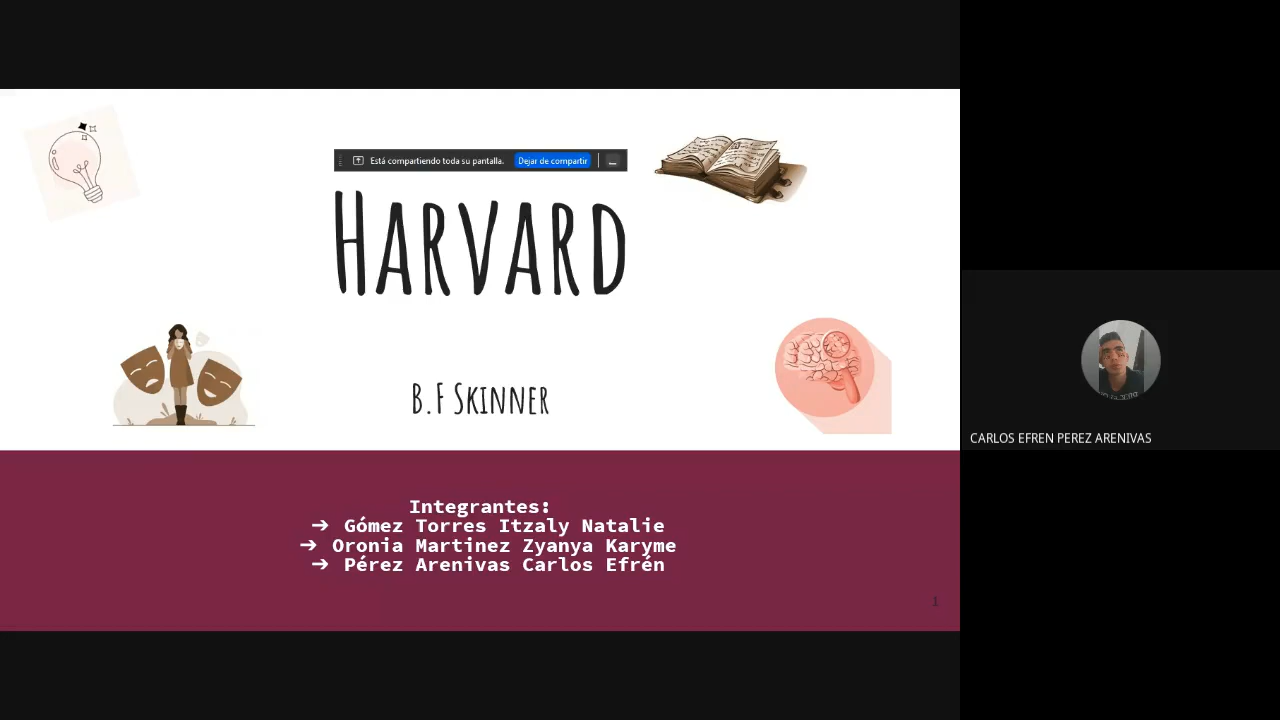 Está compartiendo toda su pantalla. Dejar de compartir
HARVARD
B.F SKINNER
Integrantes:
➔ Gómez Torres Itzaly Natalie
➔ Oronia Martinez Zyanya Karyme
➔ Pérez Arenivas Carlos Efrén
1
CARLOS EFREN PEREZ ARENIVAS